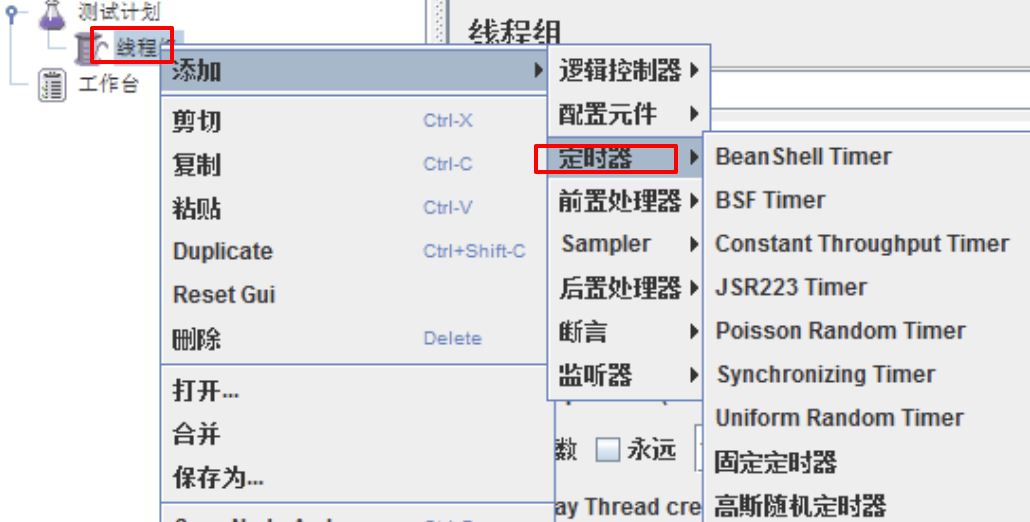 测试计划
线程
工作台
线程组
添加
剪切 Ctrl-X
复制 Ctrl-C
粘贴 Ctrl-V
Duplicate Ctrl+Shift-C
Reset Gui
删除 Delete
打开...
合并
保存为...
逻辑控制器
配置元件
定时器
前置处理器
Sampler
后置处理器
断言
监听器
BeanShell Timer
BSF Timer
Constant Throughput Timer
JSR223 Timer
Poisson Random Timer
Synchronizing Timer
Uniform Random Timer
固定定时器
高斯随机定时器
数 永远
ay Thread cre